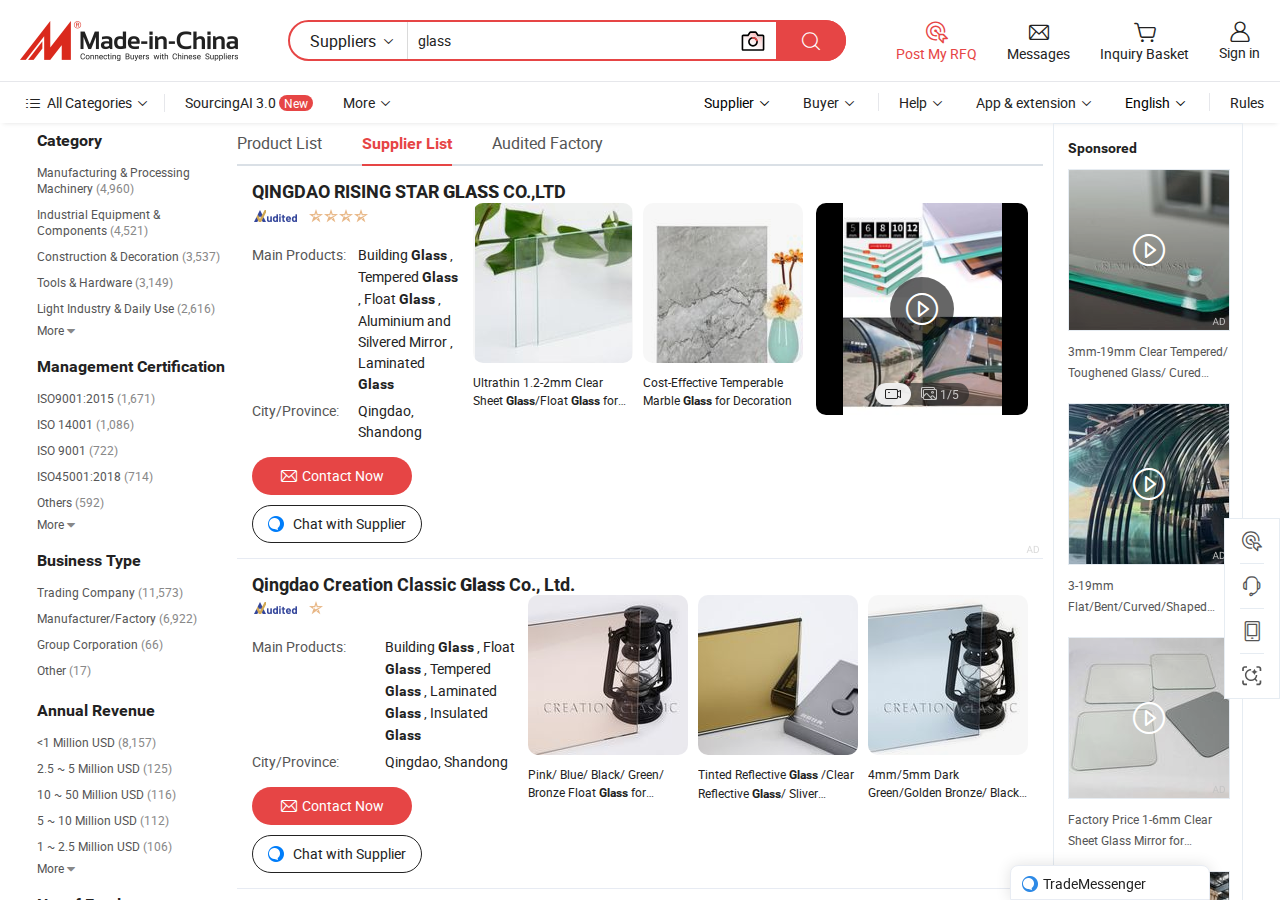 Made-in-China
®
Connecting Buyers with Chinese Suppliers
Suppliers
glass
Post My RFQ
Messages
Inquiry Basket
Sign in
All Categories
SourcingAI 3.0 New
More
Supplier
Buyer
Help
App & extension
English
Rules
Category
Manufacturing & Processing
Machinery (4,960)
Industrial Equipment &
Components (4,521)
Construction & Decoration (3,537)
Tools & Hardware (3,149)
Light Industry & Daily Use (2,616)
More
Management Certification
ISO9001:2015 (1,671)
ISO 14001 (1,086)
ISO 9001 (722)
ISO45001:2018 (714)
Others (592)
More
Business Type
Trading Company (11,573)
Manufacturer/Factory (6,922)
Group Corporation (66)
Other (17)
Annual Revenue
<1 Million USD (8,157)
2.5 ~ 5 Million USD (125)
10 ~ 50 Million USD (116)
5 ~ 10 Million USD (112)
1 ~ 2.5 Million USD (106)
More
Product List
Supplier List
Audited Factory
QINGDAO RISING STAR GLASS CO.,LTD
Audited
Main Products:
Building Glass ,
Tempered Glass
, Float Glass ,
Aluminium and
Silvered Mirror ,
Laminated
Glass
City/Province:
Qingdao,
Shandong
Contact Now
Chat with Supplier
Ultrathin 1.2-2mm Clear
Sheet Glass/Float Glass for...
Cost-Effective Temperable
Marble Glass for Decoration
5 6 8 10 12
1/5
AD
Qingdao Creation Classic Glass Co., Ltd.
Audited
Main Products:
Building Glass , Float
Glass , Tempered
Glass , Laminated
Glass , Insulated
Glass
City/Province:
Qingdao, Shandong
Contact Now
Chat with Supplier
CREATION CLASSIC
Pink/ Blue/ Black/ Green/
Bronze Float Glass for...
Tinted Reflective Glass /Clear
Reflective Glass/ Sliver...
CREATION CLASSIC
4mm/5mm Dark
Green/Golden Bronze/ Black...
Sponsored
CREATION CLASSIC
AD
3mm-19mm Clear Tempered/
Toughened Glass/ Cured...
AD
3-19mm
Flat/Bent/Curved/Shaped...
AD
Factory Price 1-6mm Clear
Sheet Glass Mirror for...
TradeMessenger